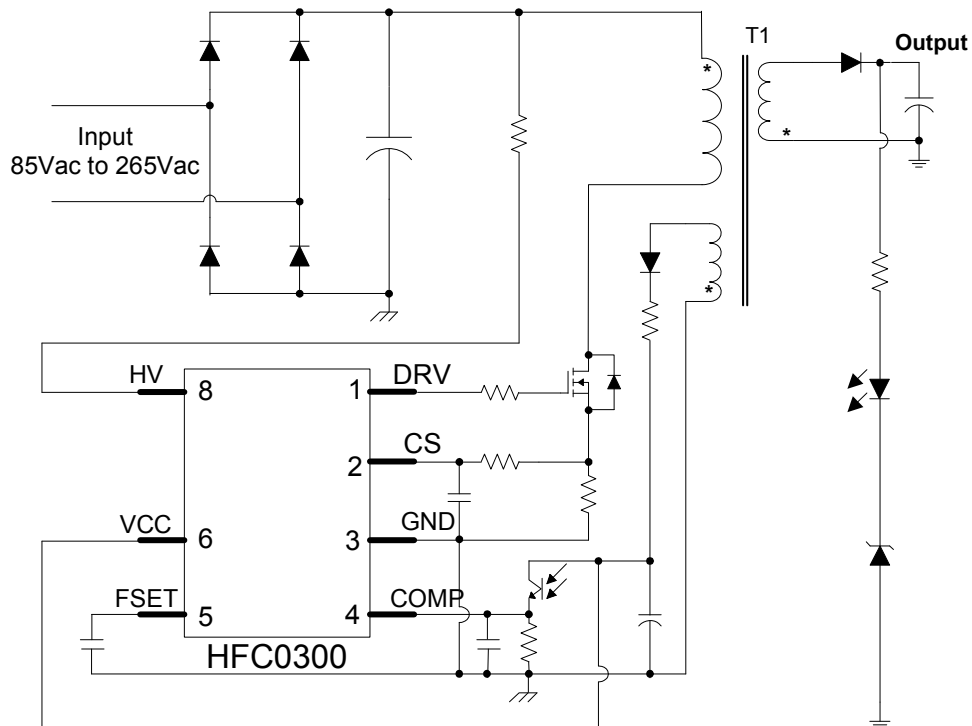 T1
*
Output
*
Input
85Vac to 265Vac
*
HV
8
1
DRV
2
CS
VCC
6
3
GND
FSET
5
4
COMP
HFC0300